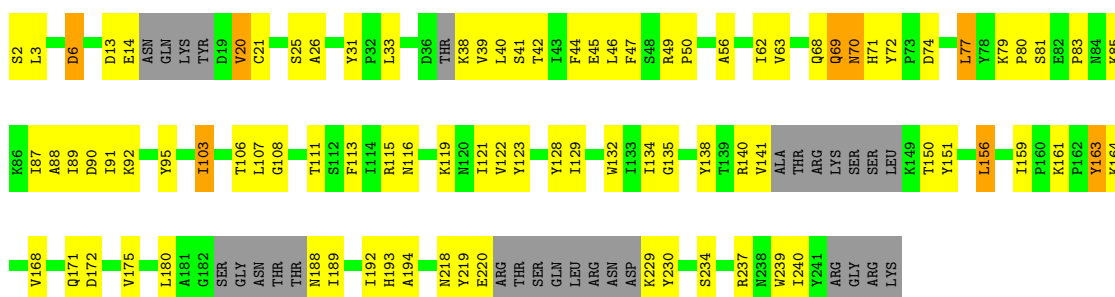 S2 L3 D6 D13 E14 ASN GLN LYS TYR D19 V20 C21 S25 A26 Y31 P32 L33 D36 THR K38 V39 L40 S41 T42 I43 F44 E45 L46 F47 S48 R49 P50 A56 I62 V63 Q68 Q69 N70 H71 Y72 P73 D74 L77 Y78 K79 P80 S81 E82 P83 N84 K85
K86 I87 A88 I89 D90 I91 K92 Y95 I103 T106 L107 G108 T111 S112 F113 I114 R115 N116 K119 N120 I121 V122 Y123 Y128 I129 W132 I133 I134 G135 Y138 T139 R140 V141 ALA THR ARG LYS SER SER LEU K149 T150 Y151 L156 I159 P160 K161 P162 Y163 K164
V168 Q171 D172 V175 L180 A181 G182 SER GLY ASN THR THR N188 I189 I192 H193 A194 N218 Y219 E220 ARG THR SER GLN LEU ARG ASN ASP K229 Y230 S234 R237 N238 W239 I240 Y241 ARG GLY ARG LYS